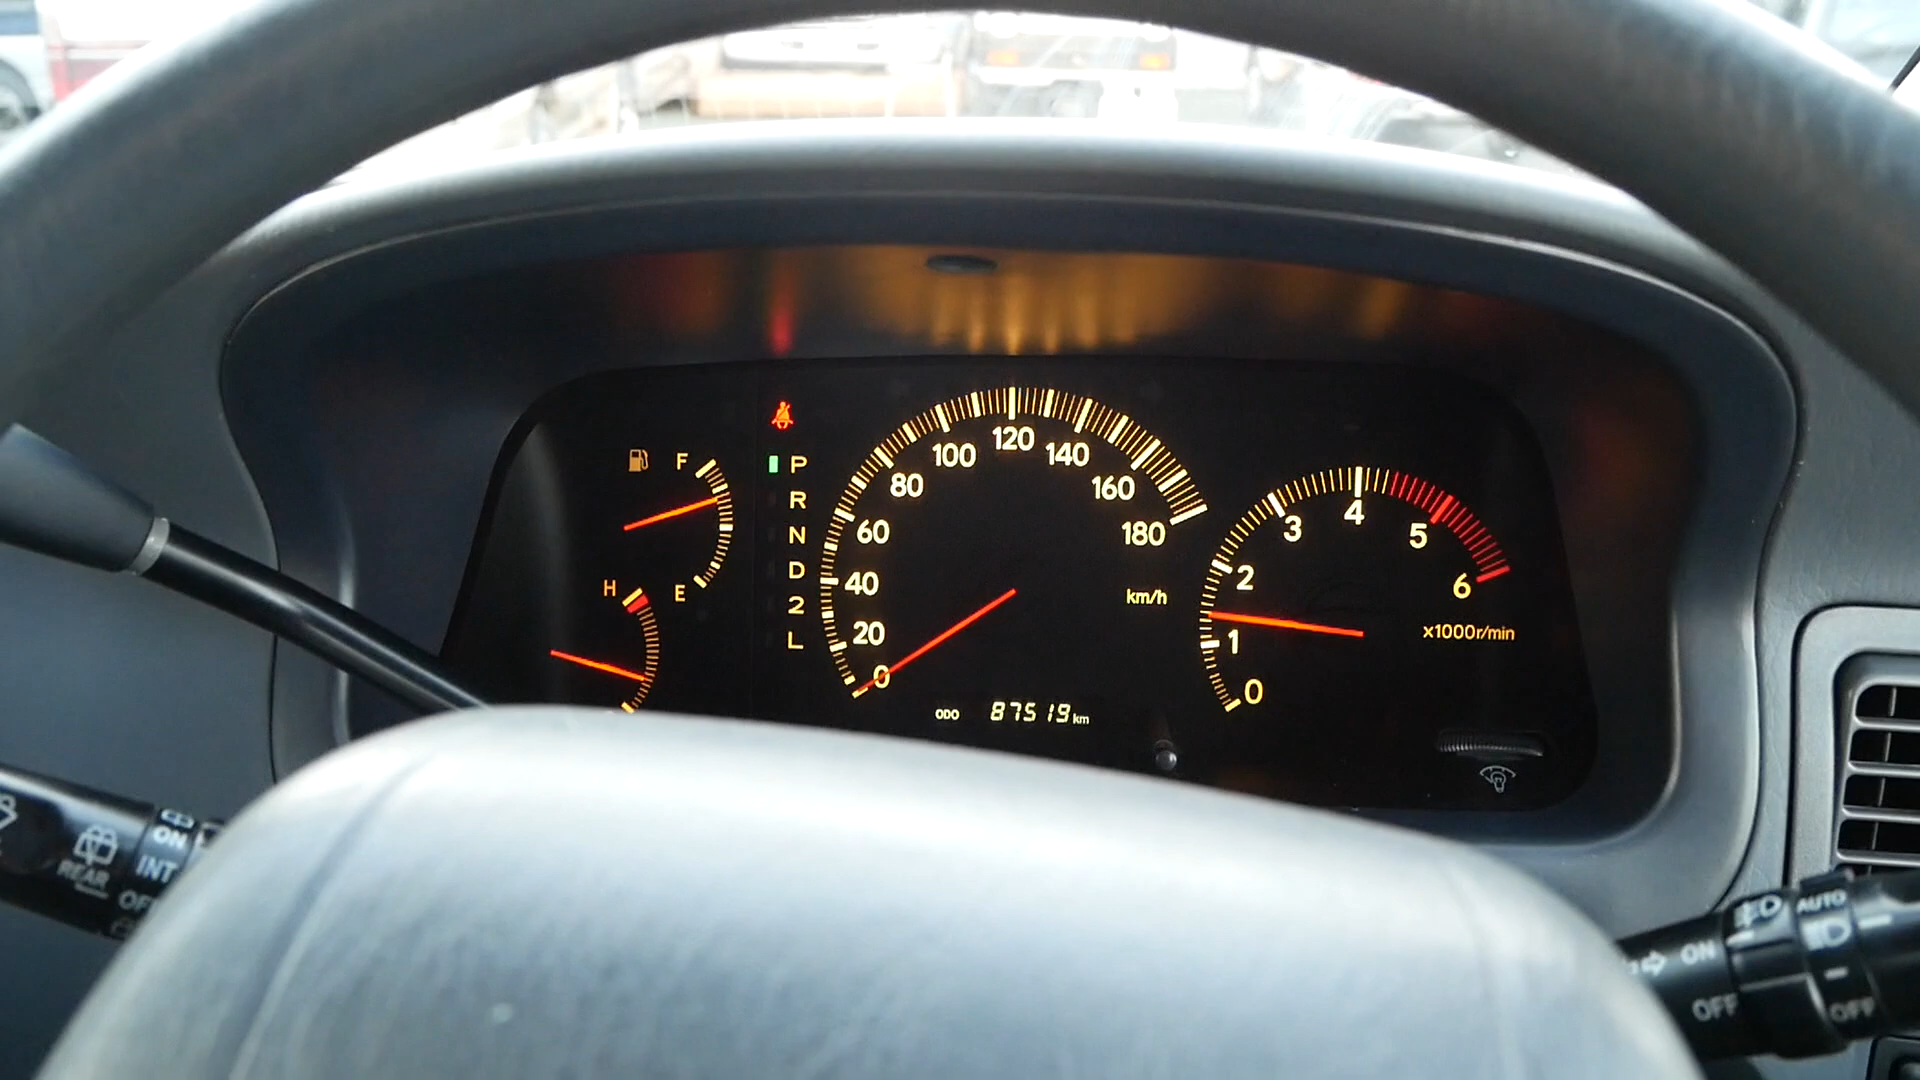 F
E
H
P
R
N
D
2
L
0
20
40
60
80
100
120
140
160
180
km/h
ODO 87519 km
0
1
2
3
4
5
6
x1000r/min
REAR
ON
INT
OFF
AUTO
ON
OFF
OFF